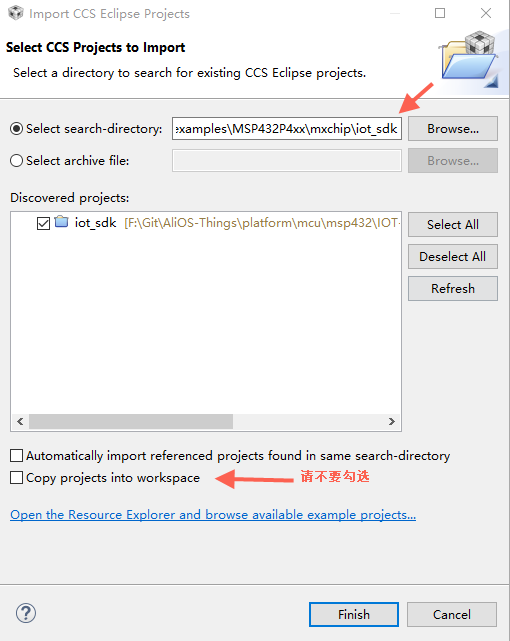 Import CCS Eclipse Projects
Select CCS Projects to Import
Select a directory to search for existing CCS Eclipse projects.
Select search-directory: examples\MSP432P4xx\mxchip\iot_sdk Browse...
Select archive file: Browse...
Discovered projects:
iot_sdk [F:\Git\AliOS-Things\platform\mcu\msp432\IOT-
Select All
Deselect All
Refresh
Automatically import referenced projects found in same search-directory
Copy projects into workspace 请不要勾选
Open the Resource Explorer and browse available example projects...
? Finish Cancel